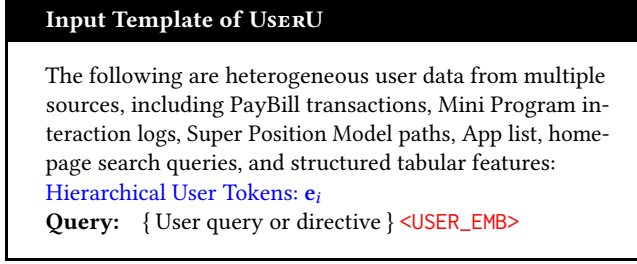 Input Template of UserU
The following are heterogeneous user data from multiple
sources, including PayBill transactions, Mini Program in-
teraction logs, Super Position Model paths, App list, home-
page search queries, and structured tabular features:
Hierarchical User Tokens: e_i
Query: { User query or directive } <USER_EMB>